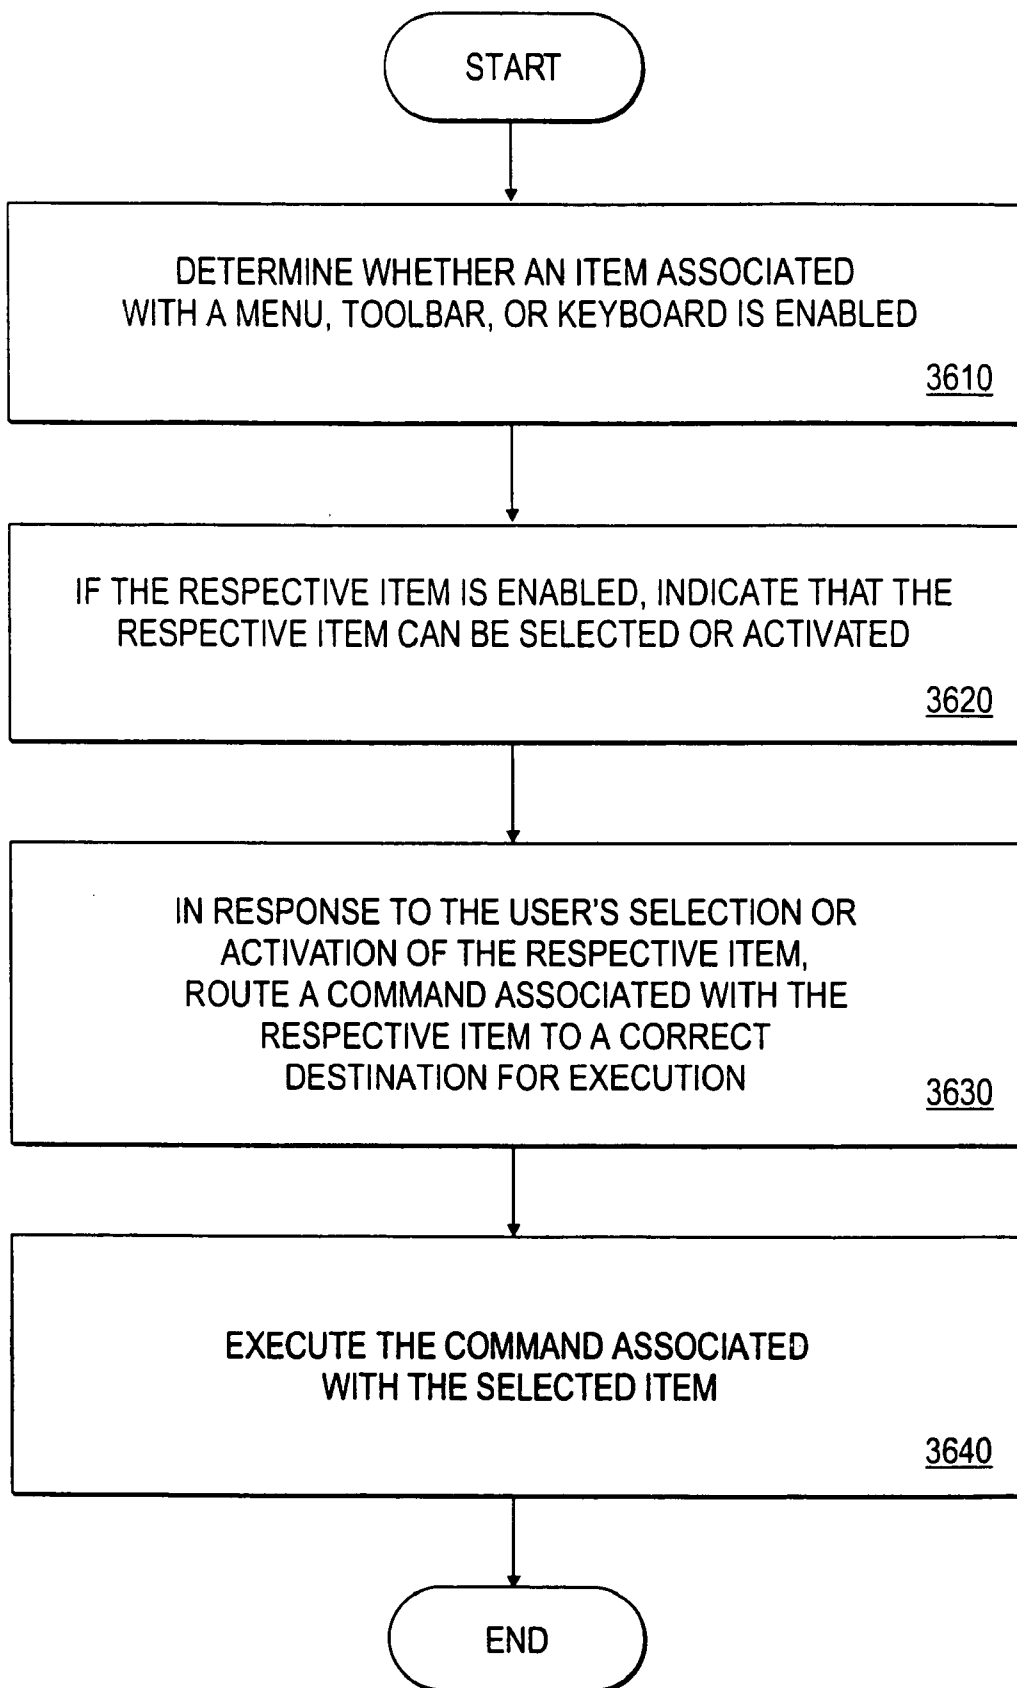 START
DETERMINE WHETHER AN ITEM ASSOCIATED
WITH A MENU, TOOLBAR, OR KEYBOARD IS ENABLED
3610
IF THE RESPECTIVE ITEM IS ENABLED, INDICATE THAT THE
RESPECTIVE ITEM CAN BE SELECTED OR ACTIVATED
3620
IN RESPONSE TO THE USER'S SELECTION OR
ACTIVATION OF THE RESPECTIVE ITEM,
ROUTE A COMMAND ASSOCIATED WITH THE
RESPECTIVE ITEM TO A CORRECT
DESTINATION FOR EXECUTION
3630
EXECUTE THE COMMAND ASSOCIATED
WITH THE SELECTED ITEM
3640
END